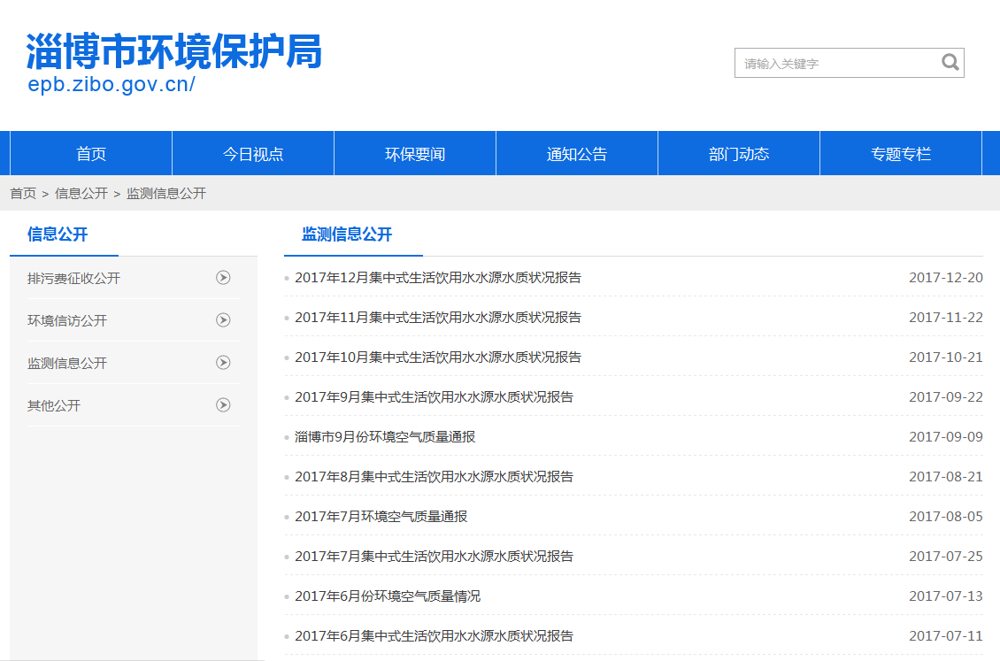 淄博市环境保护局
epb.zibo.gov.cn/
请输入关键字
首页 今日视点 环保要闻 通知公告 部门动态 专题专栏
首页 > 信息公开 > 监测信息公开
信息公开
排污费征收公开
环境信访公开
监测信息公开
其他公开
监测信息公开
2017年12月集中式生活饮用水水源水质状况报告 2017-12-20
2017年11月集中式生活饮用水水源水质状况报告 2017-11-22
2017年10月集中式生活饮用水水源水质状况报告 2017-10-21
2017年9月集中式生活饮用水水源水质状况报告 2017-09-22
淄博市9月份环境空气质量通报 2017-09-09
2017年8月集中式生活饮用水水源水质状况报告 2017-08-21
2017年7月环境空气质量通报 2017-08-05
2017年7月集中式生活饮用水水源水质状况报告 2017-07-25
2017年6月份环境空气质量情况 2017-07-13
2017年6月集中式生活饮用水水源水质状况报告 2017-07-11